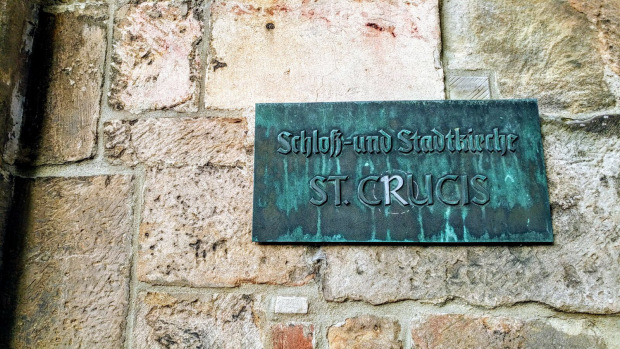 Schloß-und Stadtkirche
ST. CRUCIS